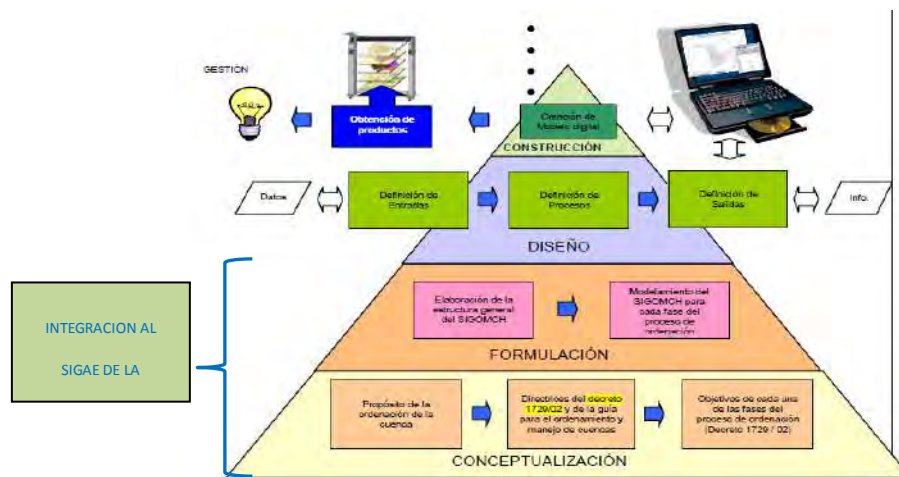 GESTIÓN
Obtención de
productos
Creación de
Modelo digital
CONSTRUCCIÓN
Datos
Definición de
Entradas
Definición de
Procesos
Definición de
Salidas
Info.
DISEÑO
INTEGRACION AL
SIGAE DE LA
Elaboración de la
estructura general
del SIGOMCH
Modelamiento del
SIGOMCH para
cada fase del
proceso de
ordenación
FORMULACIÓN
Propósito de la
ordenación de la
cuenca
Directrices del decreto
1729/02 y de la guía
para el ordenamiento y
manejo de cuencas
Objetivos de cada una
de las fases del
proceso de ordenación
(Decreto 1729 / 02)
CONCEPTUALIZACIÓN